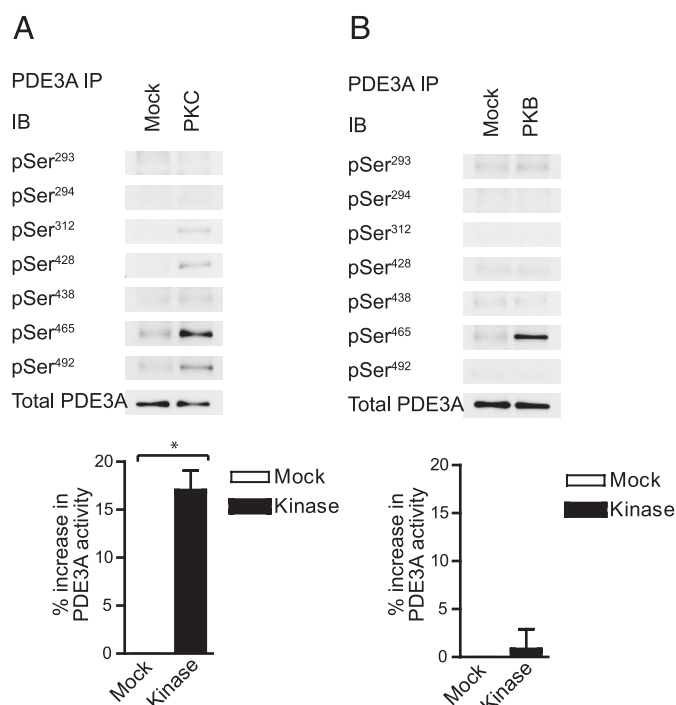 A
PDE3A IP
Mock
PKC
IB
pSer293
pSer294
pSer312
pSer428
pSer438
pSer465
pSer492
Total PDE3A
*
20
15
10
5
0
% increase in
PDE3A activity
Mock
Kinase
Mock
Kinase
B
PDE3A IP
Mock
PKB
IB
pSer293
pSer294
pSer312
pSer428
pSer438
pSer465
pSer492
Total PDE3A
20
15
10
5
0
% increase in
PDE3A activity
Mock
Kinase
Mock
Kinase